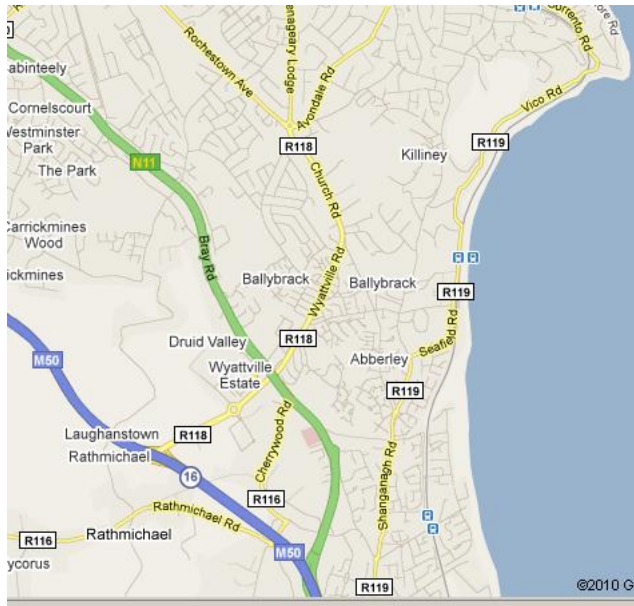 Sorrento Rd
Rochestown Ave
Avondale Rd
Vico Rd
Cornelscourt
Westminster
Park
R118
R119
Killiney
N11
The Park
Church Rd
Carrickmines
Wood
Bray Rd
Wyattville Rd
Ballybrack
Ballybrack
R119
Druid Valley
R118
Seafield Rd
M50
Wyattville
Estate
Abberley
R119
Laughanstown
R118
Cherrywood Rd
Rathmichael
16
Shanganagh Rd
R116
Rathmichael Rd
R116
Rathmichael
M50
R119
©2010 G